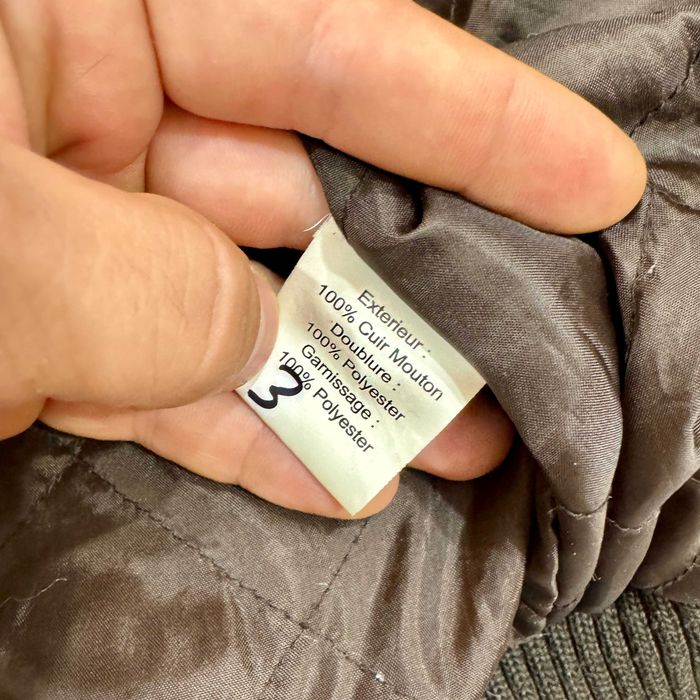 Exterieur :
100% Cuir Mouton
Doublure :
100% Polyester
Garnissage :
100% Polyester
3